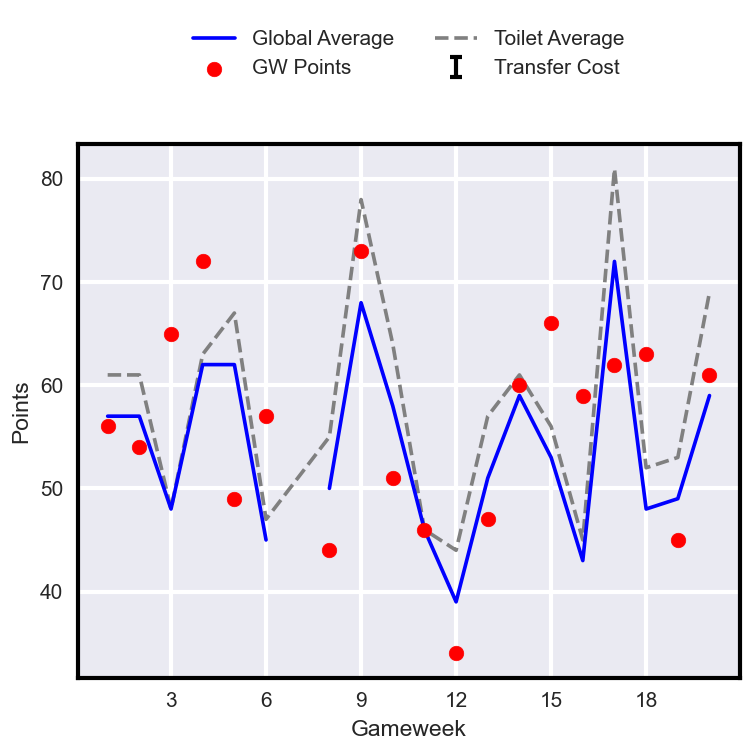 Global Average
Toilet Average
GW Points
Transfer Cost
80
70
60
50
40
Points
3
6
9
12
15
18
Gameweek